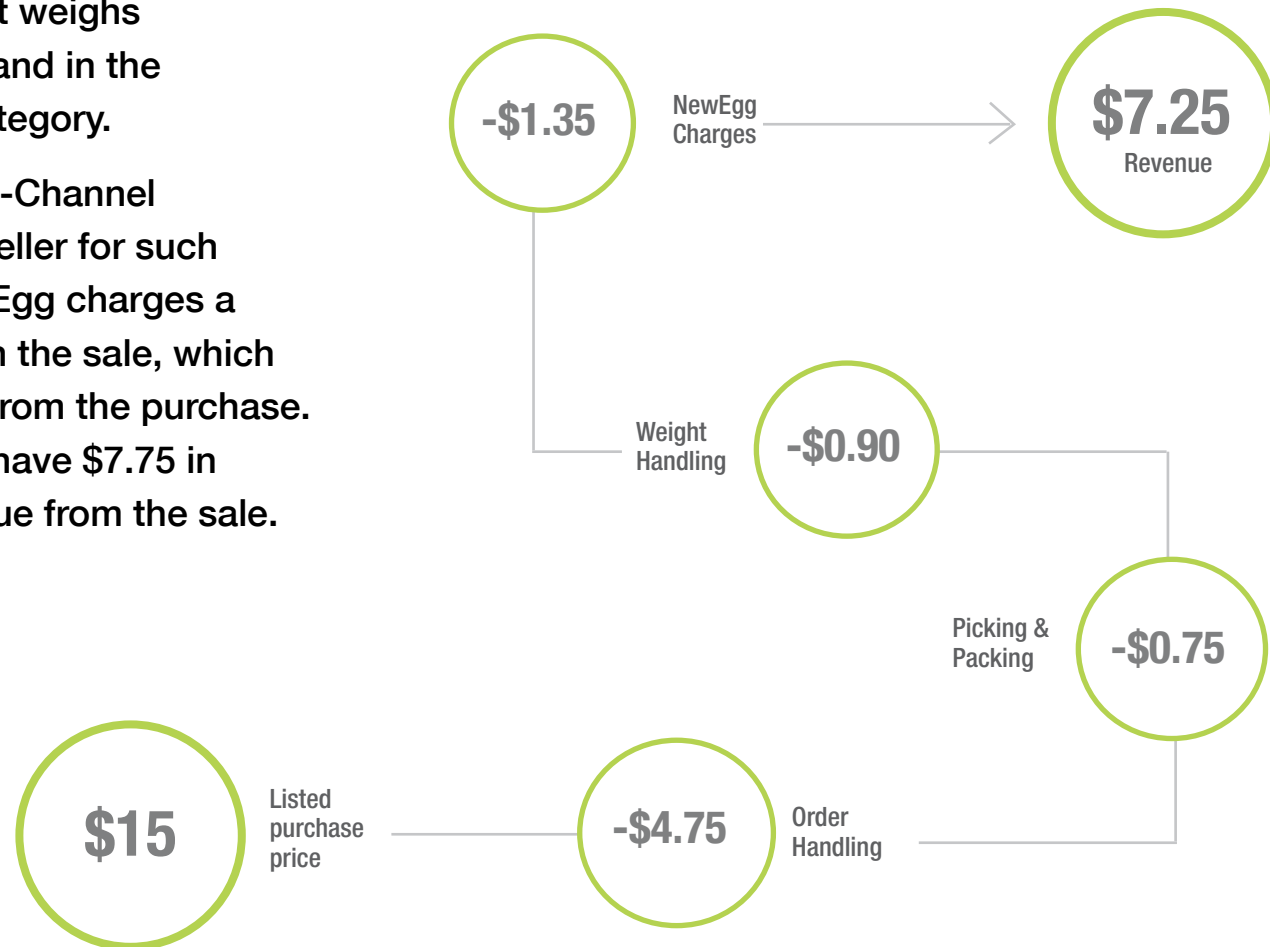 t weighs
and in the
tegory.
-Channel
eller for such
Egg charges a
n the sale, which
from the purchase.
have $7.75 in
ue from the sale.
-$1.35
NewEgg
Charges
$7.25
Revenue
Weight
Handling
-$0.90
Picking &
Packing
-$0.75
$15
Listed
purchase
price
-$4.75
Order
Handling